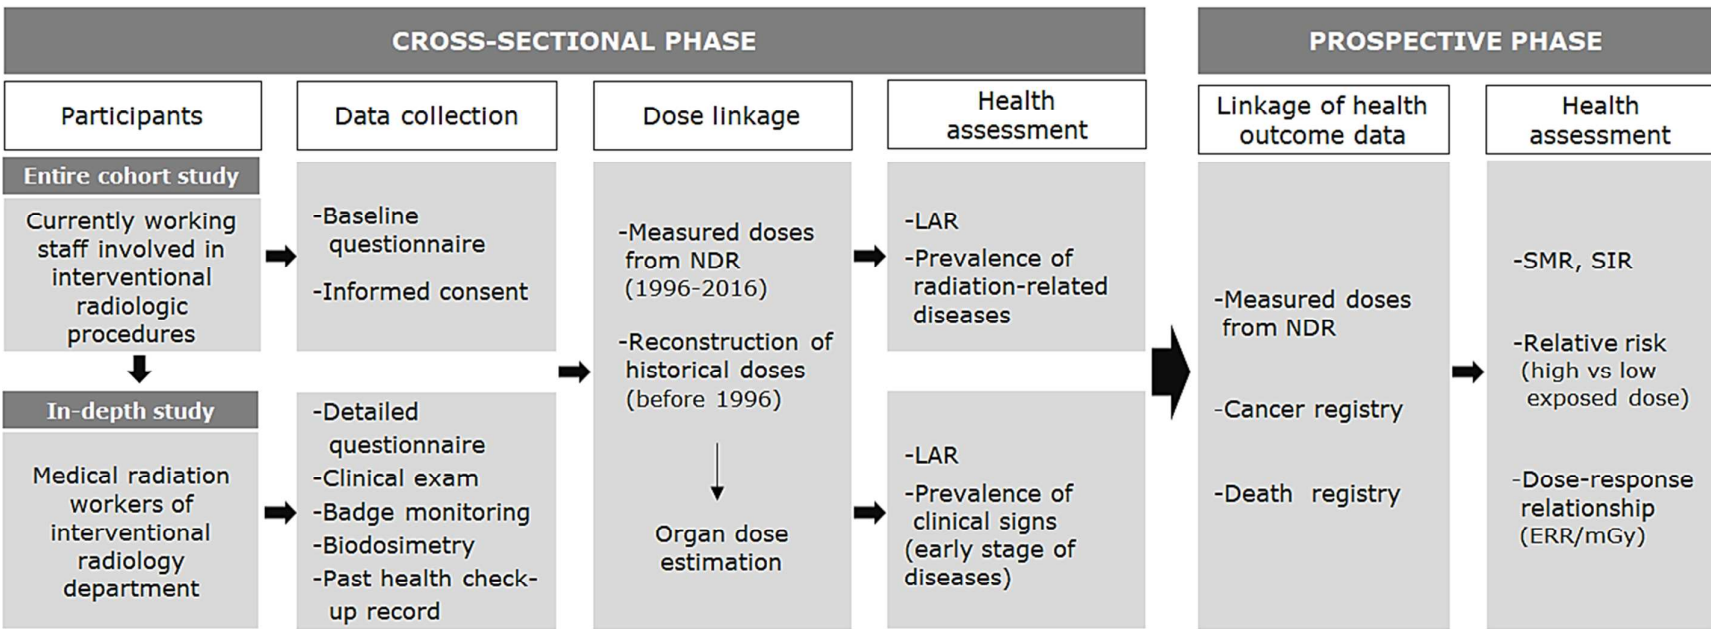 CROSS-SECTIONAL PHASE
PROSPECTIVE PHASE
Participants
Data collection
Dose linkage
Health
assessment
Linkage of health
outcome data
Health
assessment
Entire cohort study
Currently working
staff involved in
interventional
radiologic
procedures
-Baseline
questionnaire
-Informed consent
In-depth study
Medical radiation
workers of
interventional
radiology
department
-Detailed
questionnaire
-Clinical exam
-Badge monitoring
-Biodosimetry
-Past health check-
up record
-Measured doses
from NDR
(1996-2016)
-Reconstruction of
historical doses
(before 1996)
Organ dose
estimation
-LAR
-Prevalence of
radiation-related
diseases
-LAR
-Prevalence of
clinical signs
(early stage of
diseases)
-Measured doses
from NDR
-Cancer registry
-Death registry
-SMR, SIR
-Relative risk
(high vs low
exposed dose)
-Dose-response
relationship
(ERR/mGy)